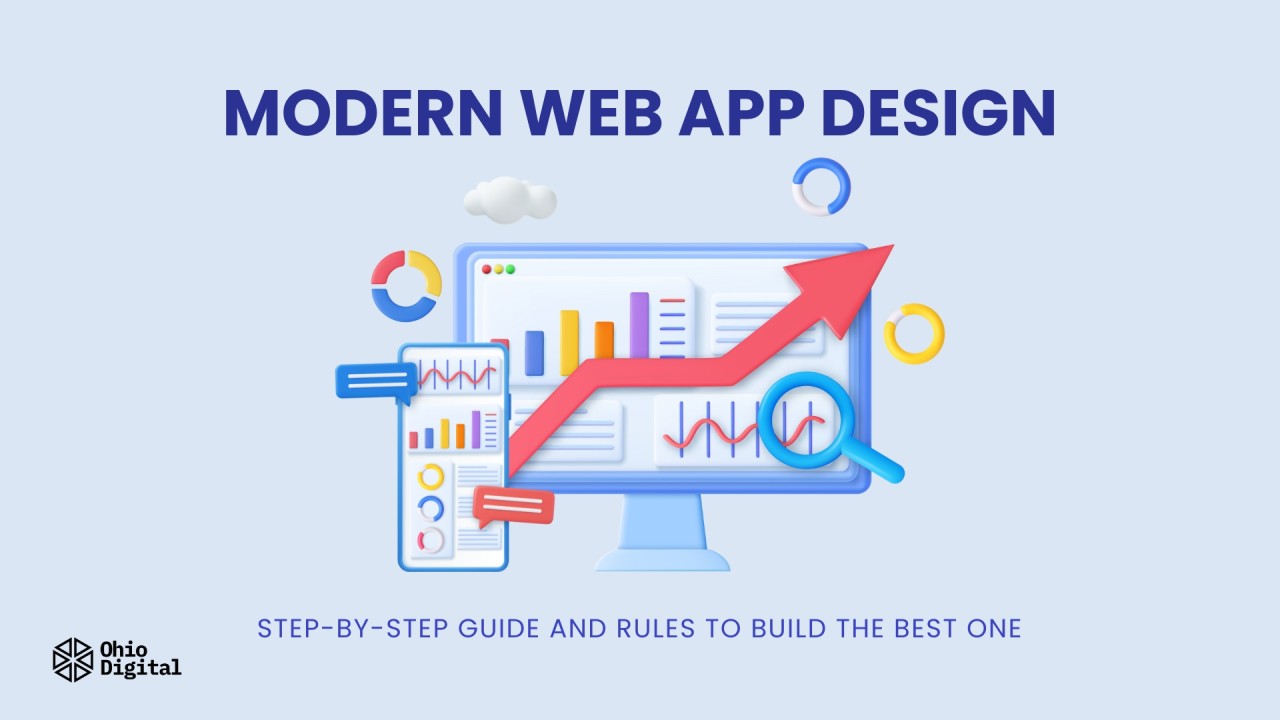 MODERN WEB APP DESIGN
STEP-BY-STEP GUIDE AND RULES TO BUILD THE BEST ONE
Ohio
Digital